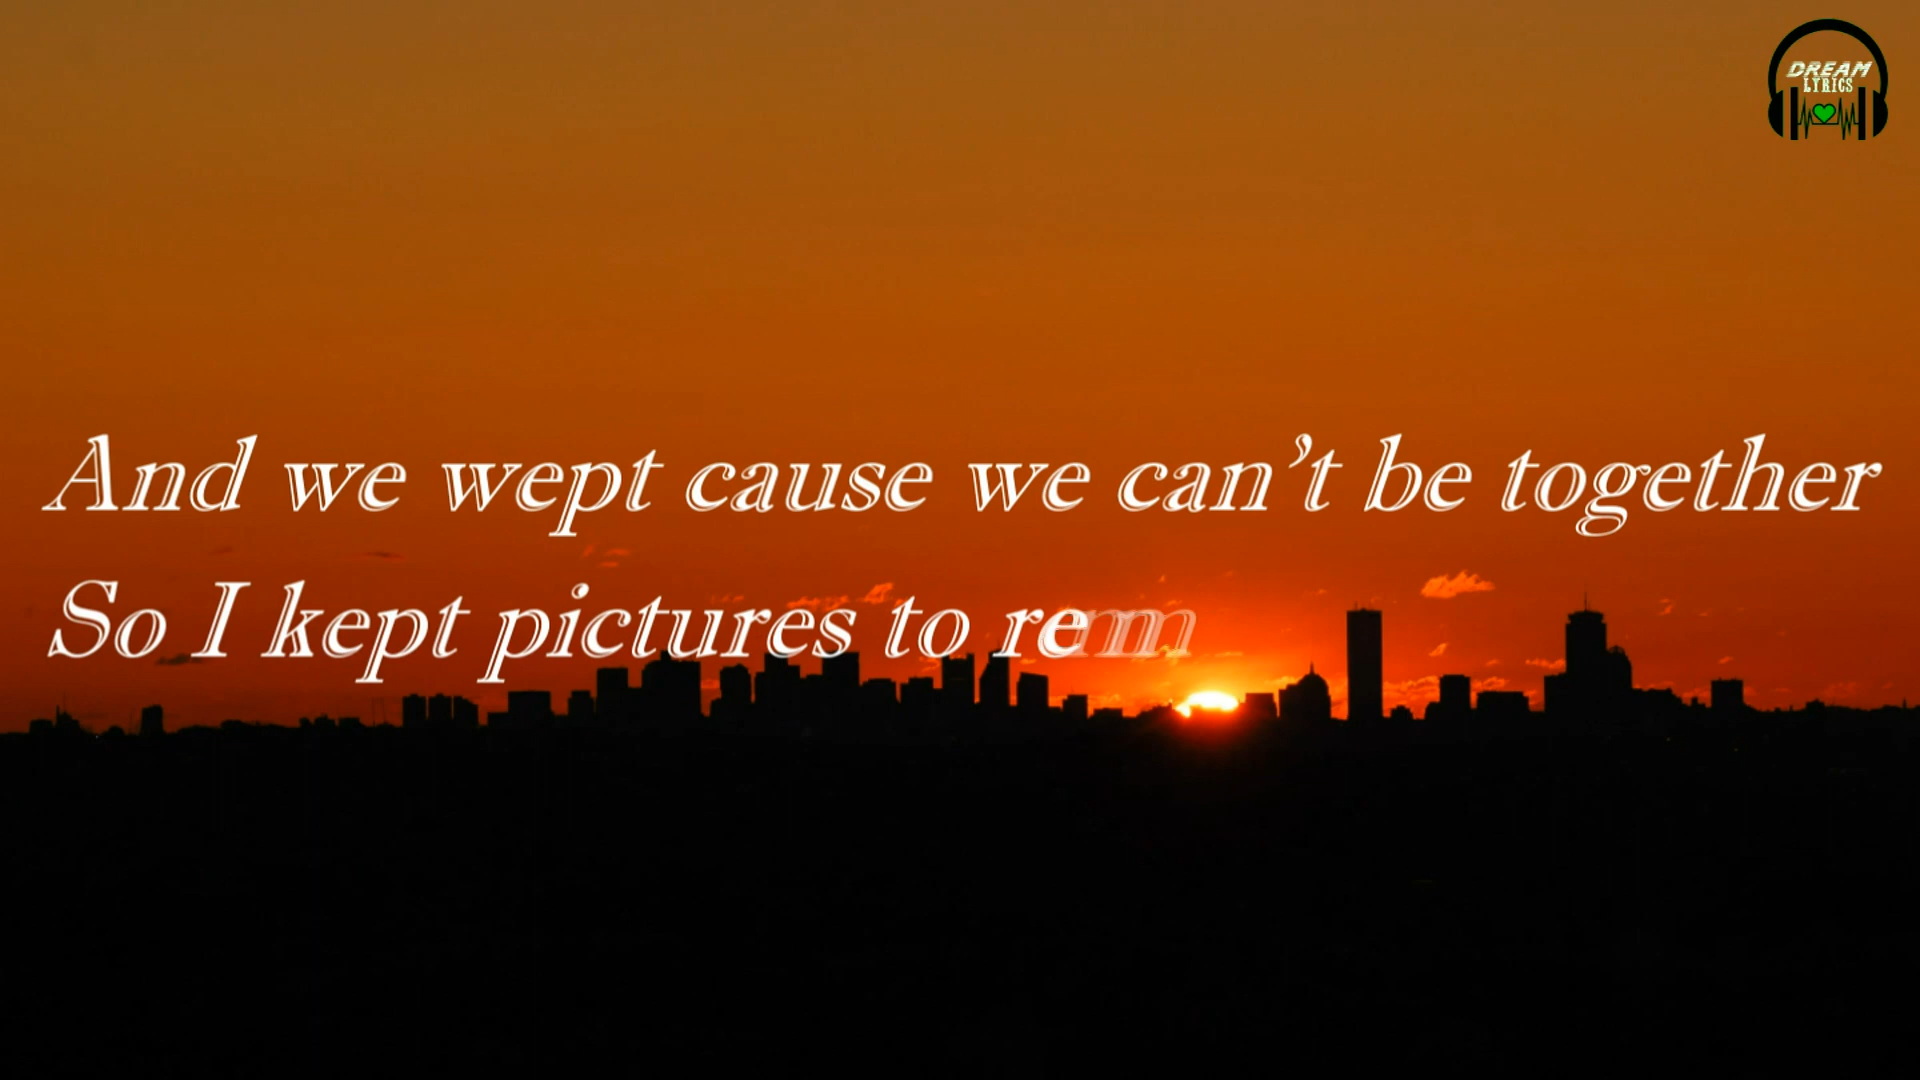 DREAM
LYRICS
And we wept cause we can't be together
So I kept pictures to rem